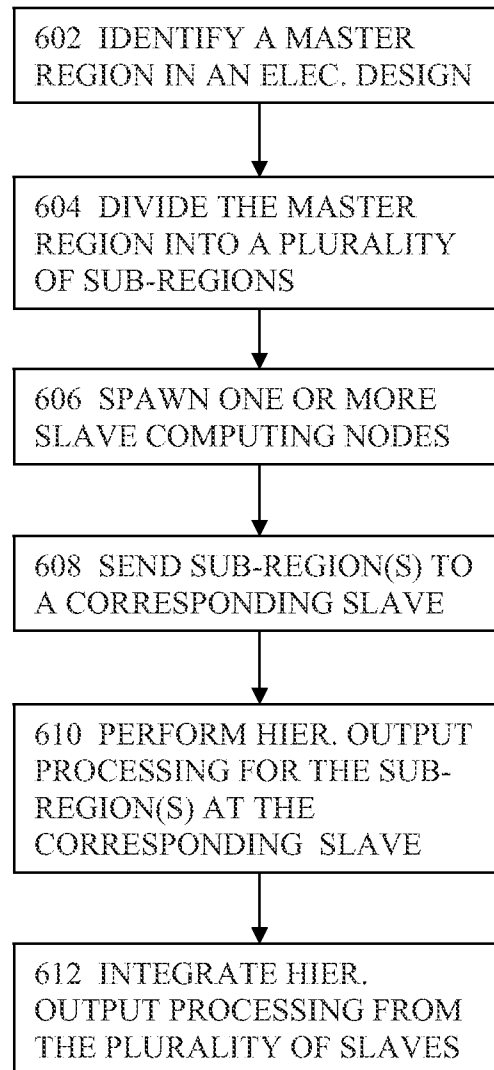 602 IDENTIFY A MASTER
REGION IN AN ELEC. DESIGN
604 DIVIDE THE MASTER
REGION INTO A PLURALITY
OF SUB-REGIONS
606 SPAWN ONE OR MORE
SLAVE COMPUTING NODES
608 SEND SUB-REGION(S) TO
A CORRESPONDING SLAVE
610 PERFORM HIER. OUTPUT
PROCESSING FOR THE SUB-
REGION(S) AT THE
CORRESPONDING SLAVE
612 INTEGRATE HIER.
OUTPUT PROCESSING FROM
THE PLURALITY OF SLAVES